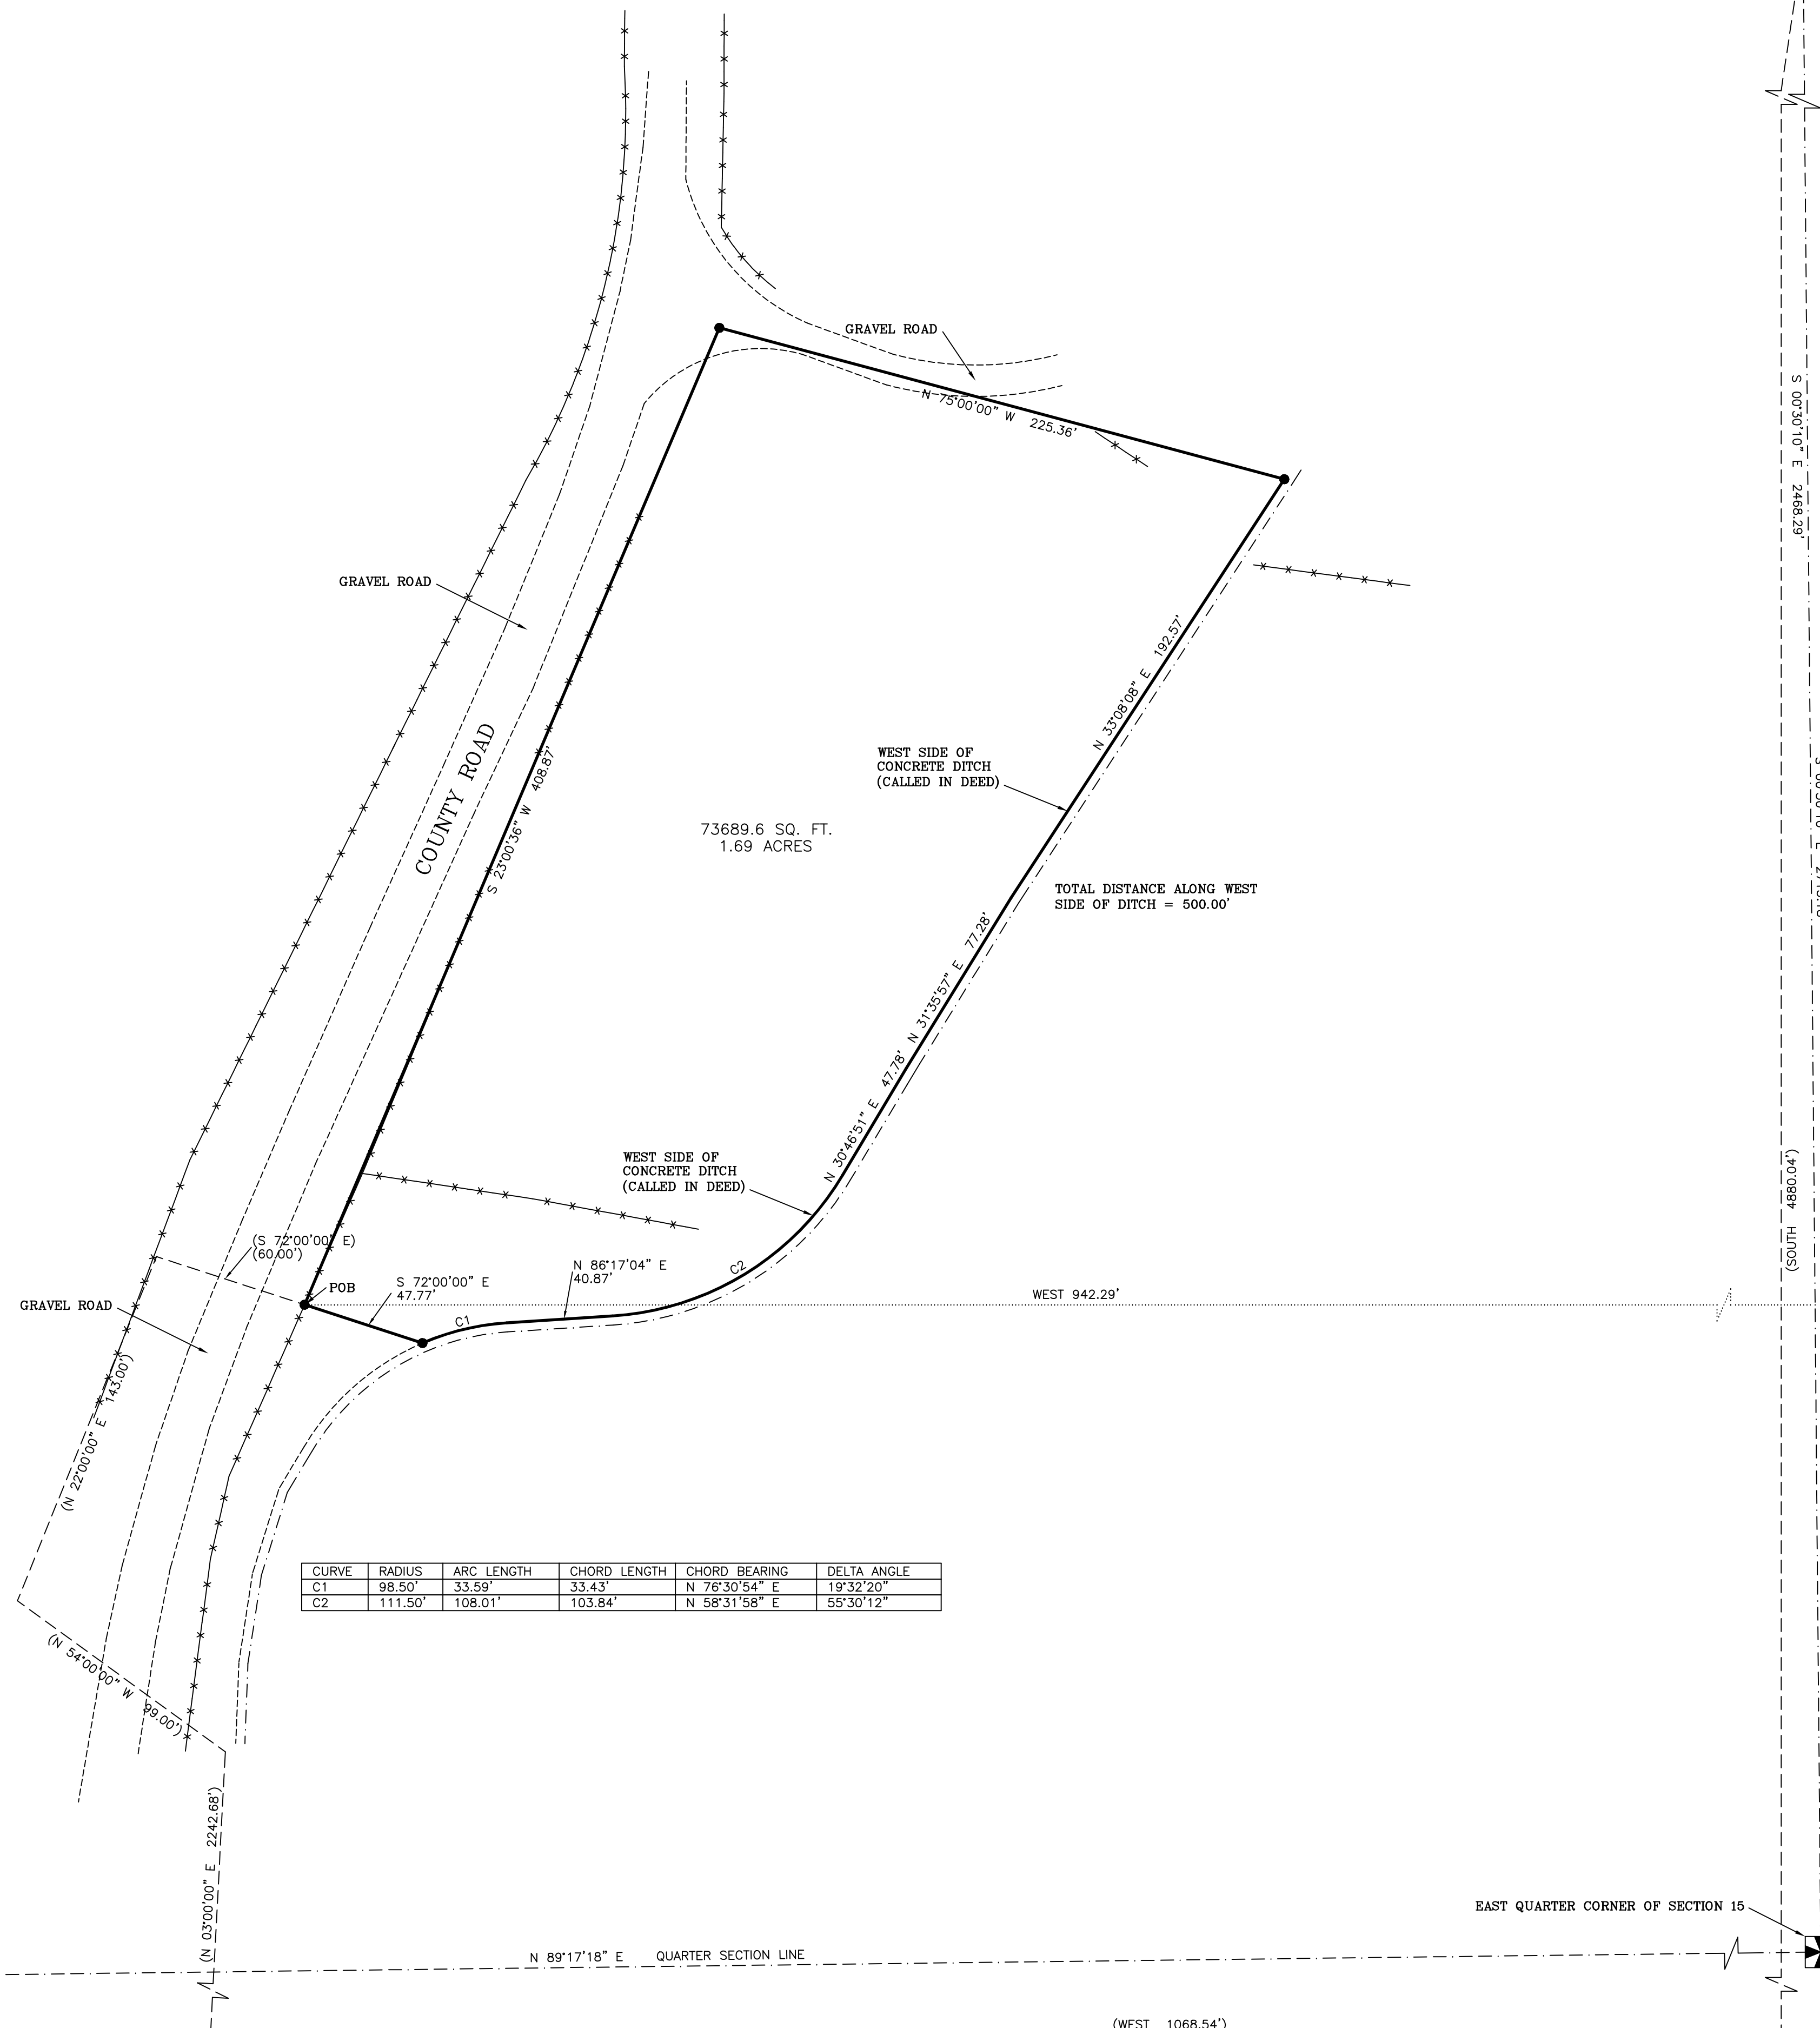 GRAVEL ROAD
N 75°00'00" W 225.36'
S 00°30'10" E 2468.29'
GRAVEL ROAD
N 33°08'08" E 192.57'
COUNTY ROAD
S 23°00'36" W 408.87'
WEST SIDE OF
CONCRETE DITCH
(CALLED IN DEED)
73689.6 SQ. FT.
1.69 ACRES
TOTAL DISTANCE ALONG WEST
SIDE OF DITCH = 500.00'
N 31°35'57" E 77.28'
N 30°46'51" E 47.78'
WEST SIDE OF
CONCRETE DITCH
(CALLED IN DEED)
(SOUTH 4880.04')
(S 72°00'00" E)
(60.00')
POB
S 72°00'00" E
47.77'
N 86°17'04" E
40.87'
C2
C1
WEST 942.29'
GRAVEL ROAD
(N 22°00'00" E 143.00')
CURVE RADIUS ARC LENGTH CHORD LENGTH CHORD BEARING DELTA ANGLE
C1 98.50' 33.59' 33.43' N 76°30'54" E 19°32'20"
C2 111.50' 108.01' 103.84' N 58°31'58" E 55°30'12"
(N 54°00'00" W 99.00')
(N 03°00'00" E 2242.68')
EAST QUARTER CORNER OF SECTION 15
N 89°17'18" E QUARTER SECTION LINE
(WEST 1068.54')